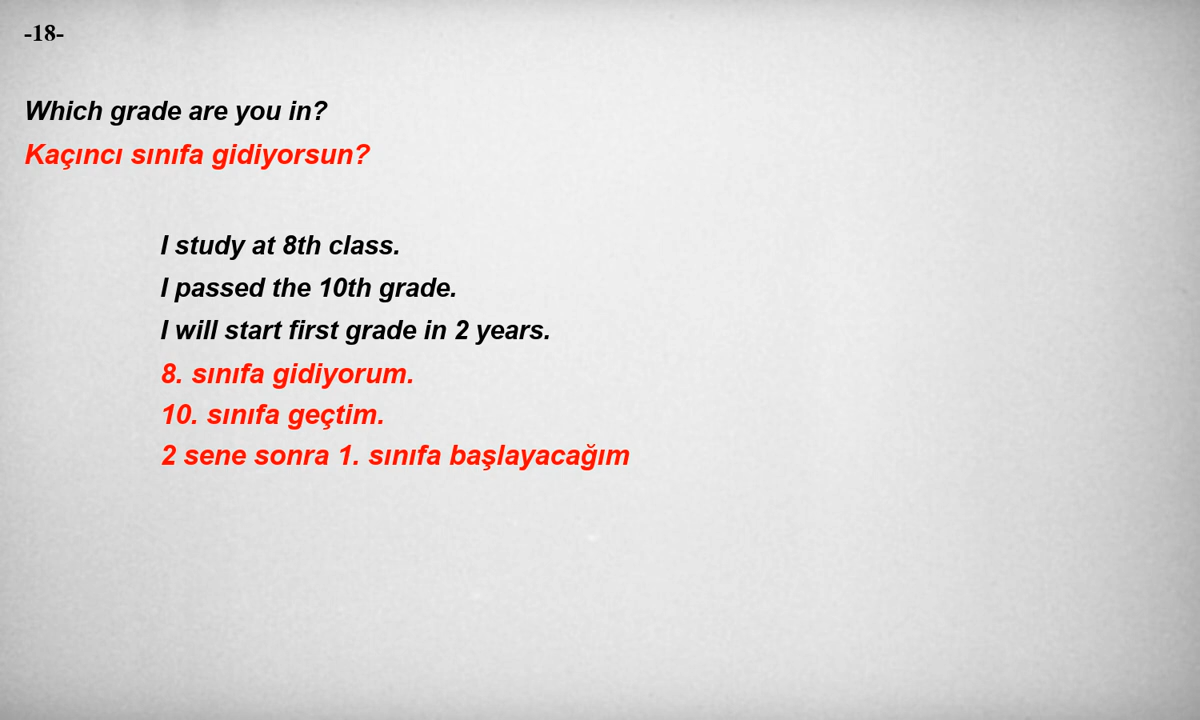 -18-
Which grade are you in?
Kaçıncı sınıfa gidiyorsun?
I study at 8th class.
I passed the 10th grade.
I will start first grade in 2 years.
8. sınıfa gidiyorum.
10. sınıfa geçtim.
2 sene sonra 1. sınıfa başlayacağım